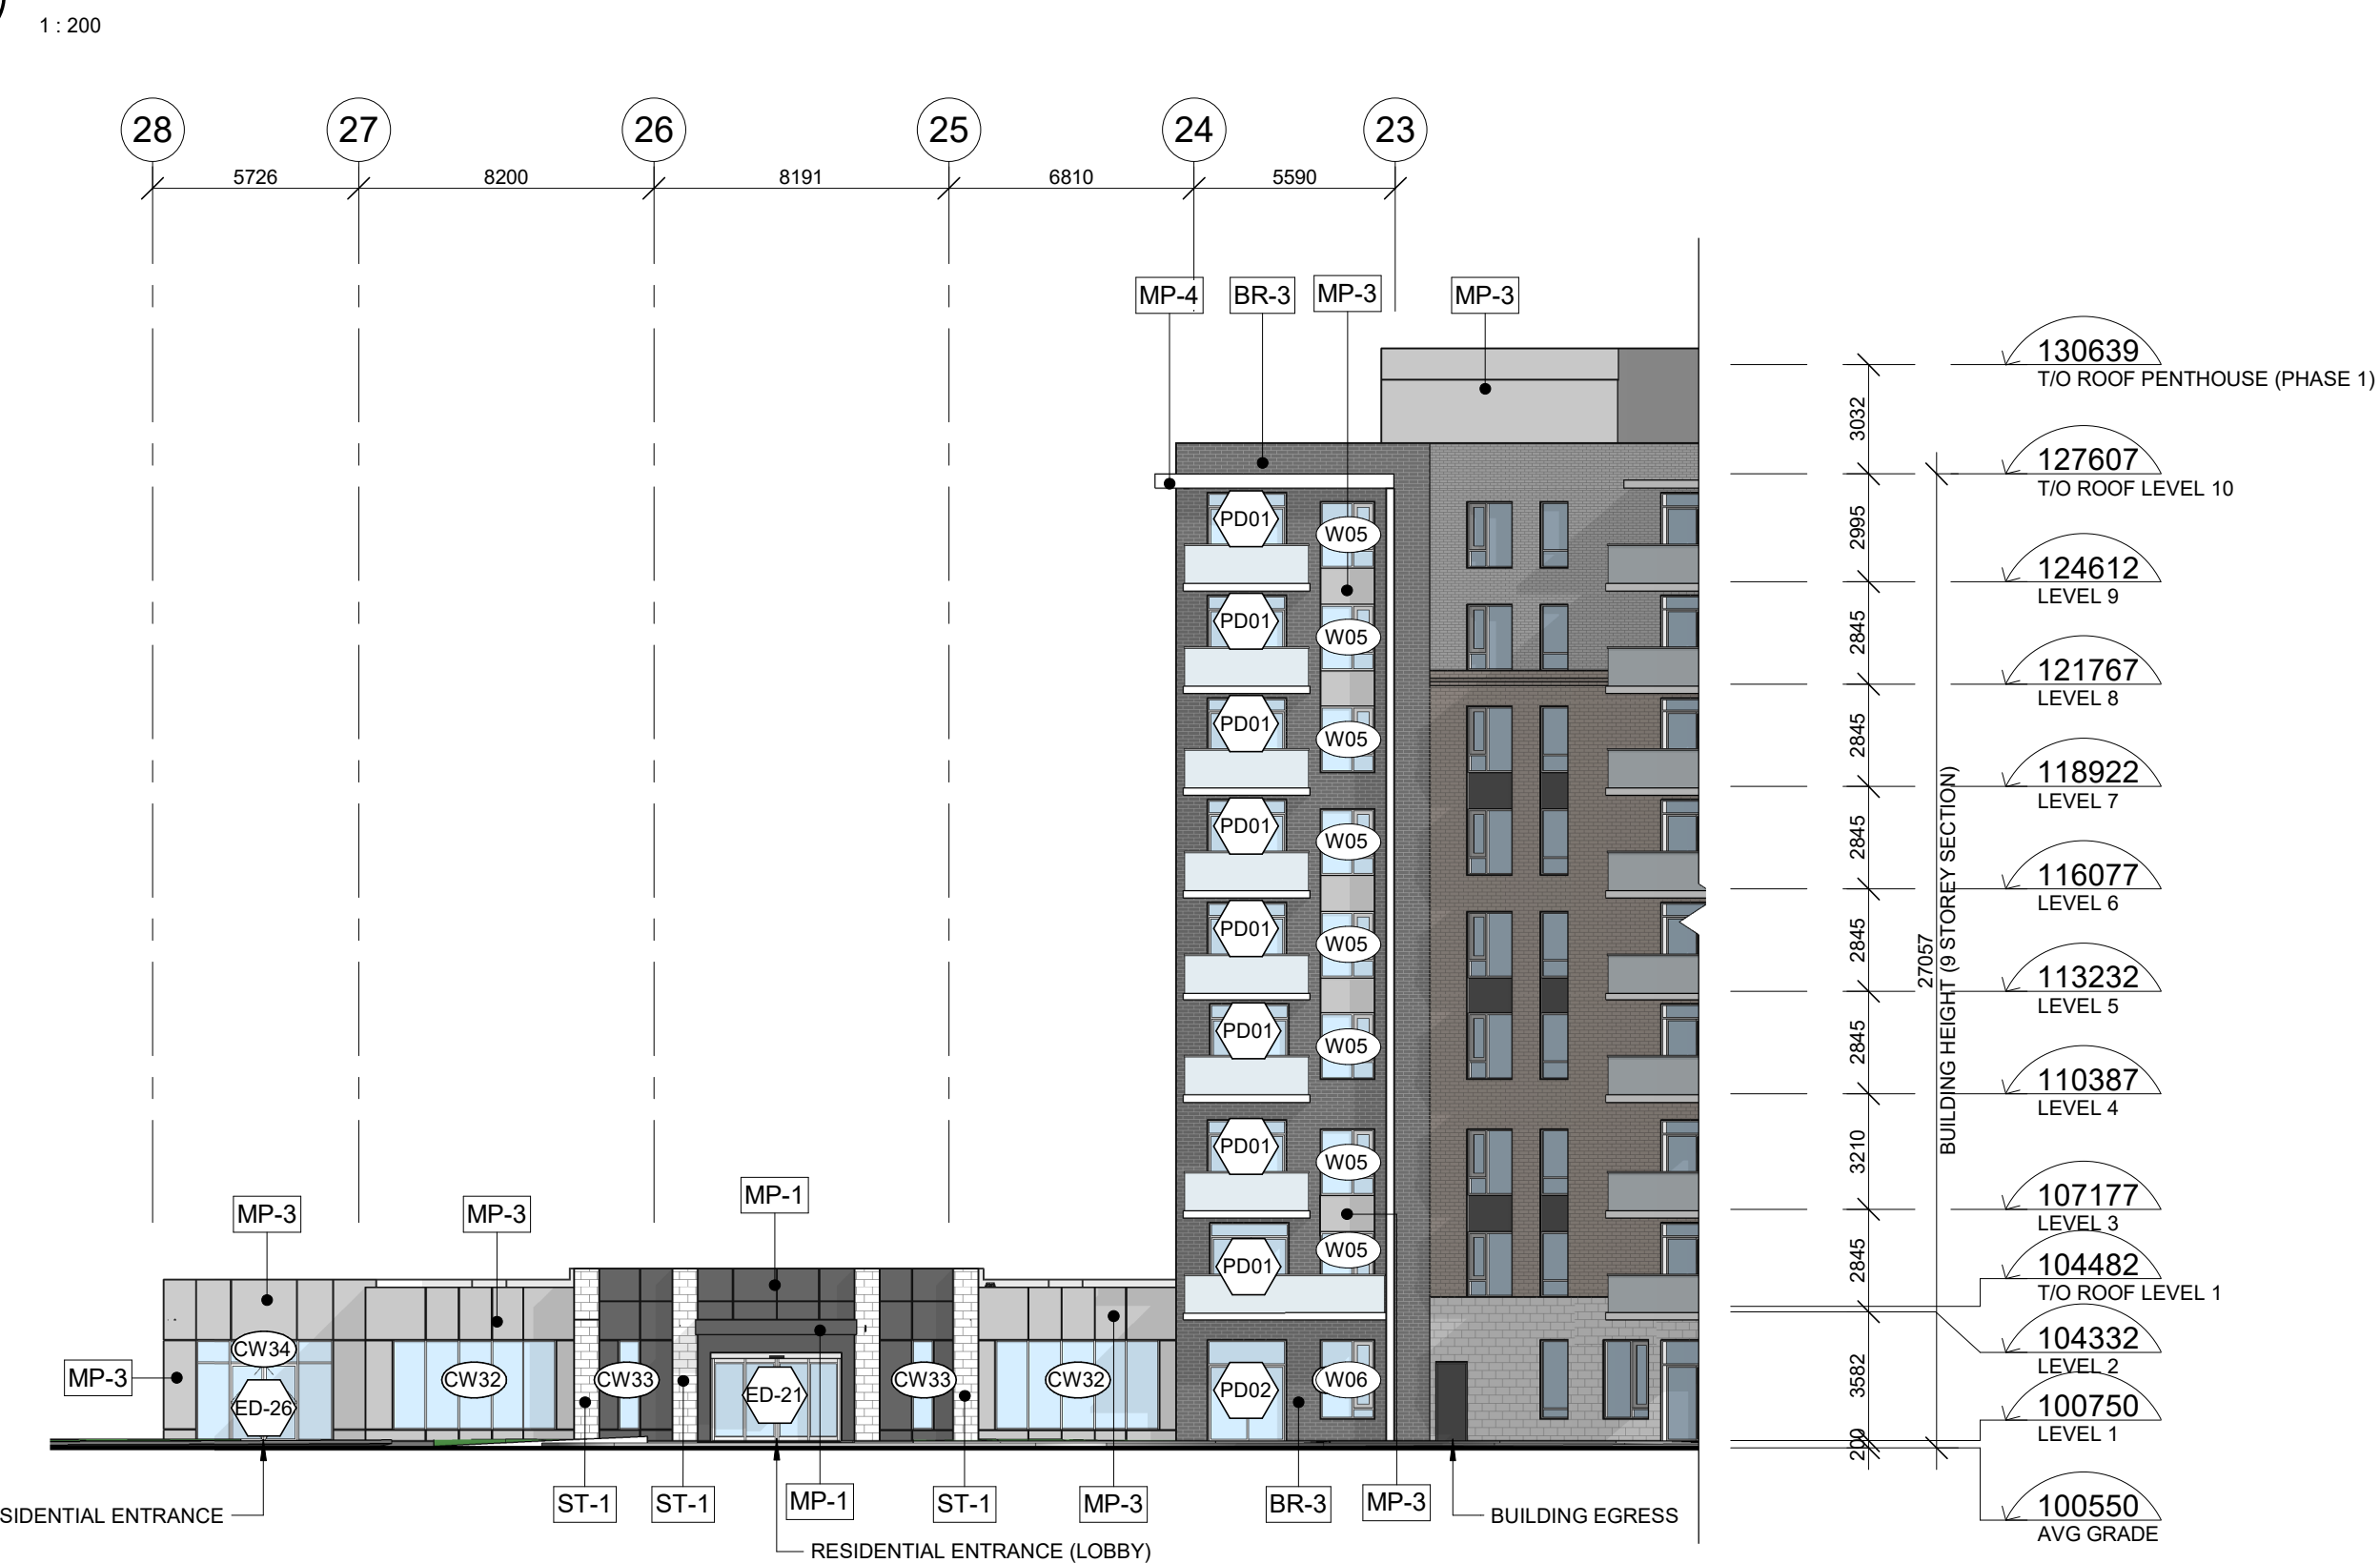 1 : 200
28 27 26 25 24 23
5726 8200 8191 6810 5590
MP-4 BR-3 MP-3 MP-3
130639
T/O ROOF PENTHOUSE (PHASE 1)
3032
127607
T/O ROOF LEVEL 10
PD01 W05
2995
124612
LEVEL 9
PD01 W05
2845
121767
LEVEL 8
PD01 W05
2845
118922
LEVEL 7
PD01 W05
2845
116077
LEVEL 6
PD01 W05
2845
113232
LEVEL 5
27057
BUILDING HEIGHT (9 STOREY SECTION)
PD01 W05
2845
110387
LEVEL 4
PD01 W05
3210
107177
LEVEL 3
MP-3 MP-3 MP-1
PD01 W05
2845
104482
T/O ROOF LEVEL 1
104332
LEVEL 2
CW34
MP-3 CW32 CW33 CW33 CW32 W06
ED-26 ED-21 PD02
3582
100750
LEVEL 1
200
ST-1 ST-1 MP-1 ST-1 MP-3 BR-3 MP-3
100550
AVG GRADE
SIDENTIAL ENTRANCE
BUILDING EGRESS
RESIDENTIAL ENTRANCE (LOBBY)